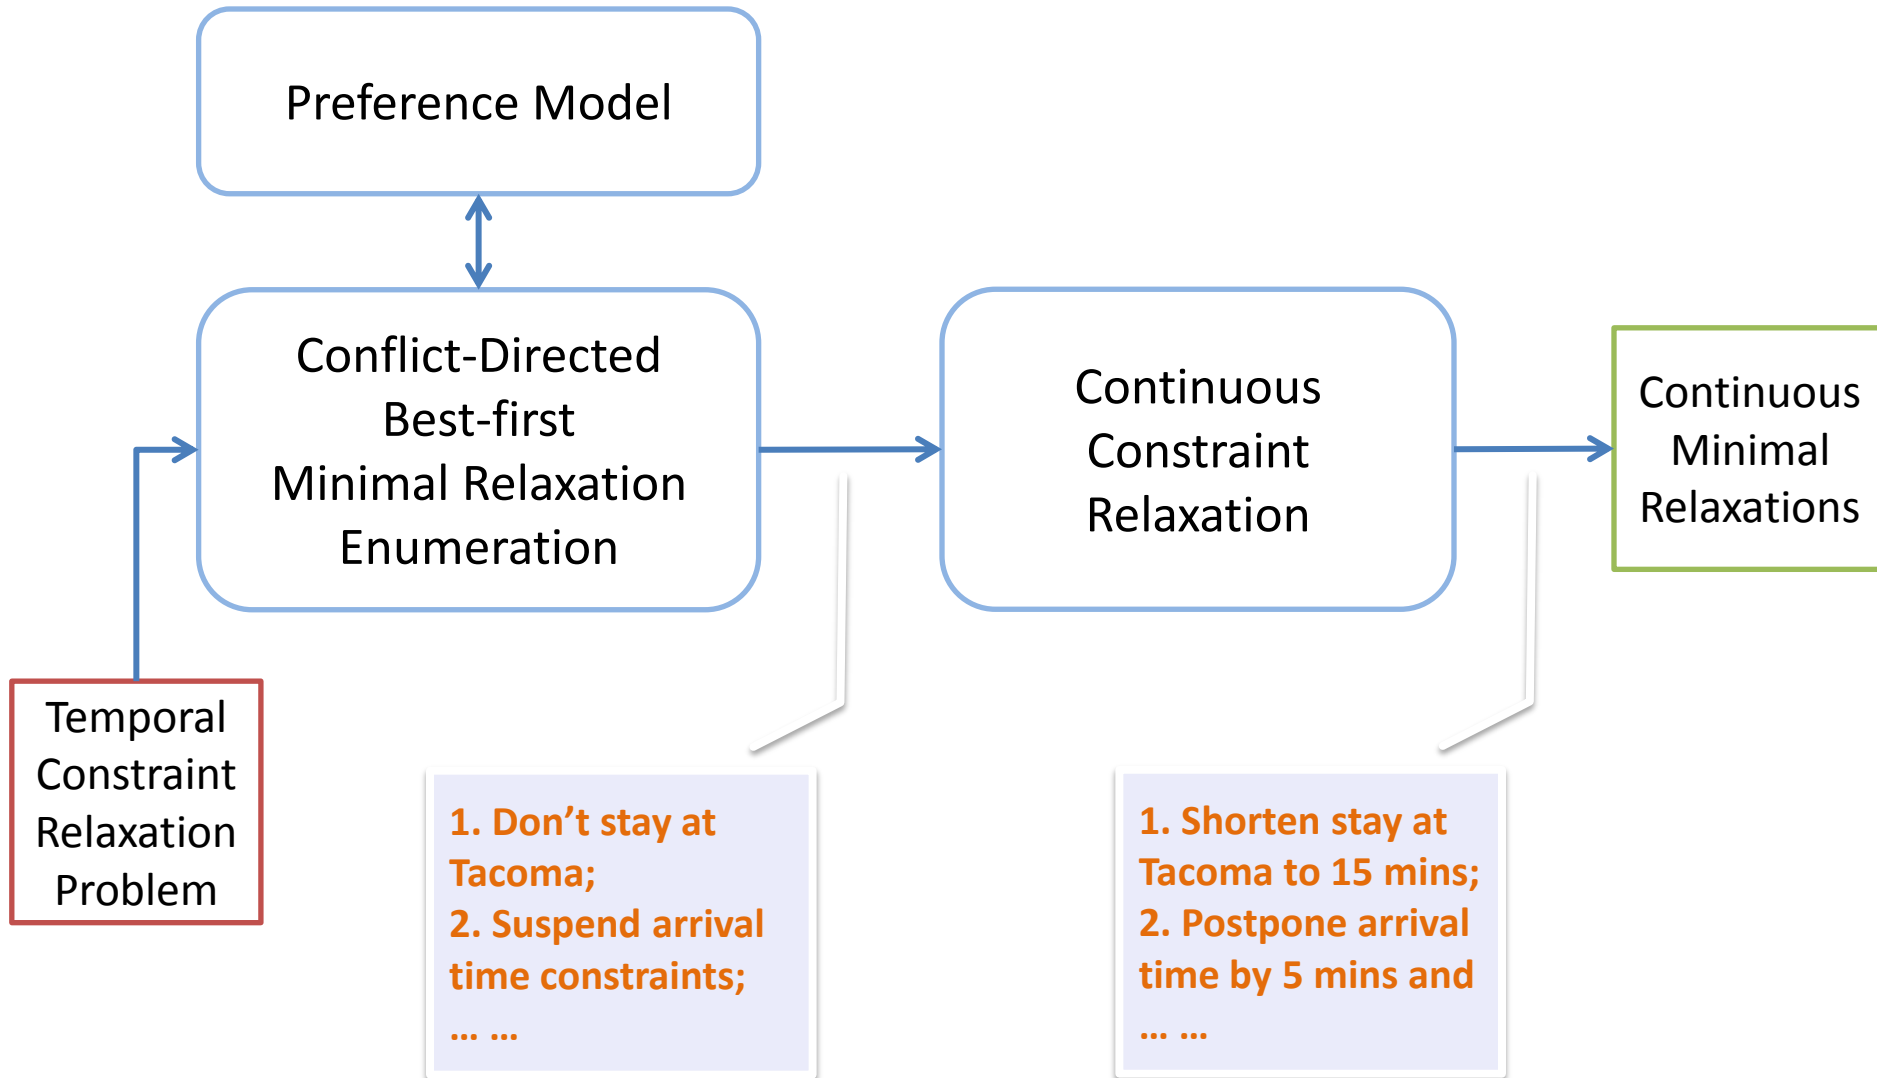 Preference Model
Conflict-Directed
Best-first
Minimal Relaxation
Enumeration
Continuous
Constraint
Relaxation
Continuous
Minimal
Relaxations
Temporal
Constraint
Relaxation
Problem
1. Don’t stay at
Tacoma;
2. Suspend arrival
time constraints;
... ...
1. Shorten stay at
Tacoma to 15 mins;
2. Postpone arrival
time by 5 mins and
... ...